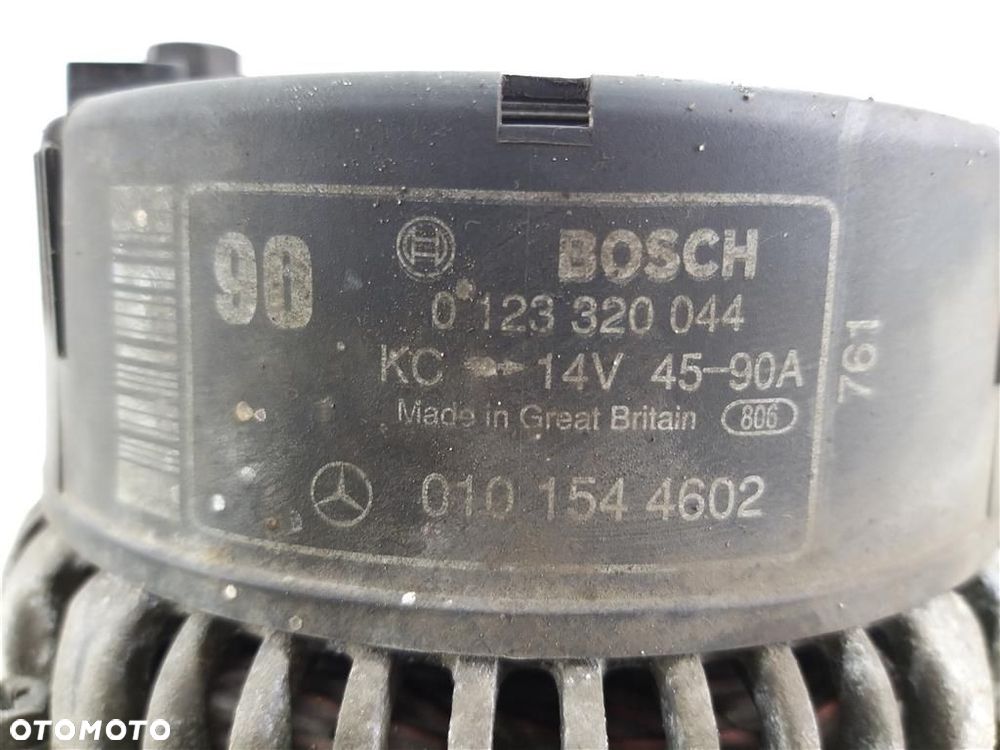 90
BOSCH
0 123 320 044
KC 14V 45-90A
Made in Great Britain 806
010 154 4602
761
OTOMOTO